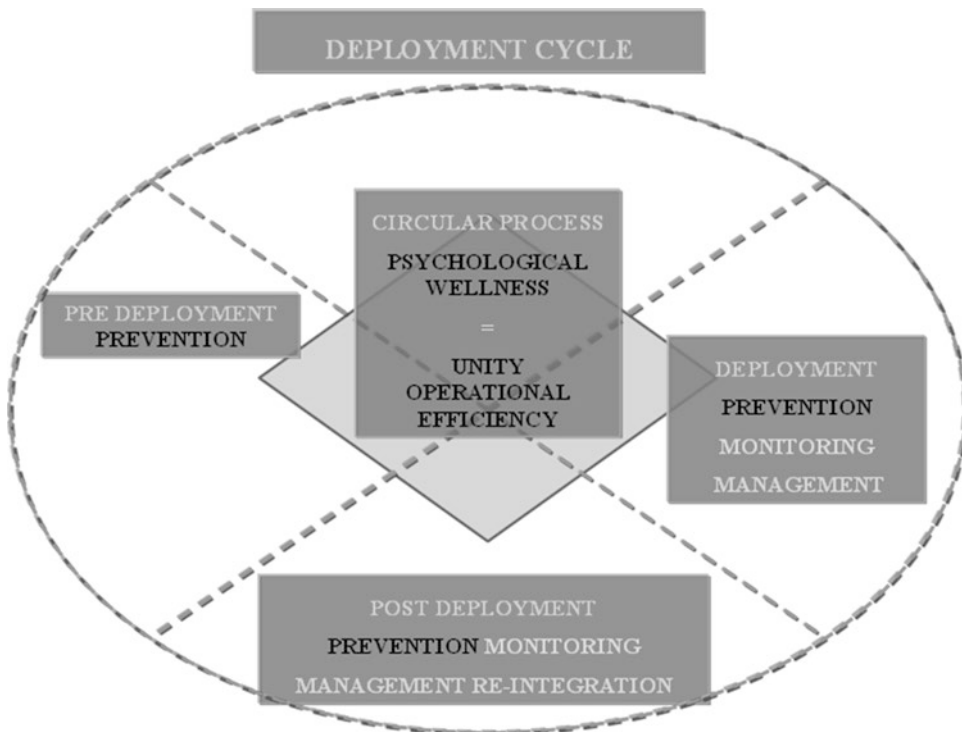 DEPLOYMENT CYCLE
CIRCULAR PROCESS
PSYCHOLOGICAL
WELLNESS
=
UNITY
OPERATIONAL
EFFICIENCY
PRE DEPLOYMENT
PREVENTION
DEPLOYMENT
PREVENTION
MONITORING
MANAGEMENT
POST DEPLOYMENT
PREVENTION MONITORING
MANAGEMENT RE-INTEGRATION